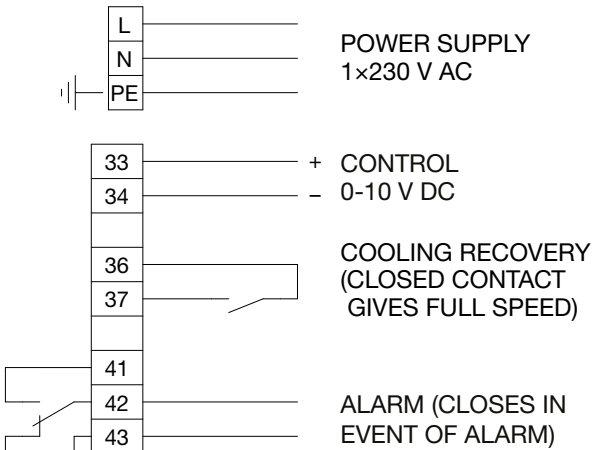 L
N
PE
POWER SUPPLY
1×230 V AC
33
34
+ CONTROL
– 0-10 V DC
36
37
COOLING RECOVERY
(CLOSED CONTACT
GIVES FULL SPEED)
41
42
43
ALARM (CLOSES IN
EVENT OF ALARM)